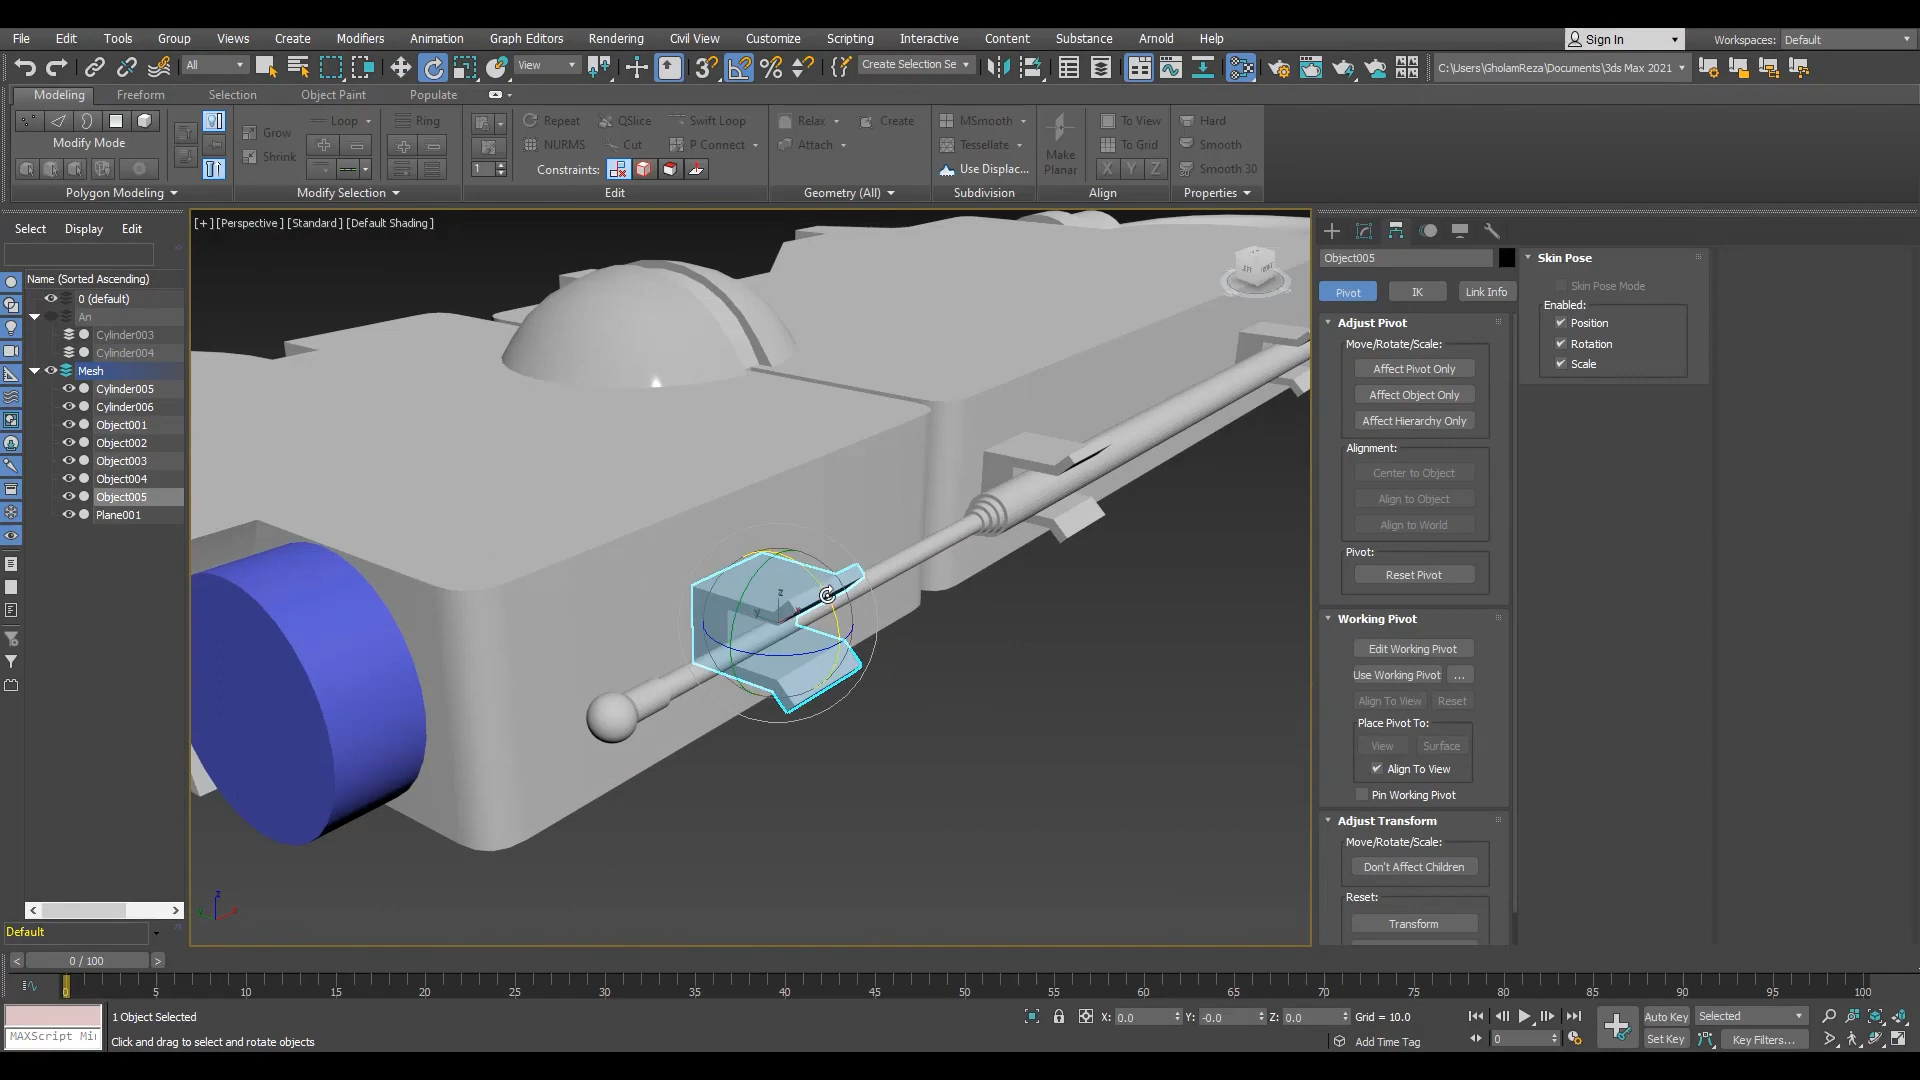 File Edit Tools Group Views Create Modifiers Animation Graph Editors Rendering Civil View Customize Scripting Interactive Content Substance Arnold Help Sign In Workspaces: Default
All View Create Selection Se C:\Users\GholamReza\Documents\3ds Max 2021
Modeling Freeform Selection Object Paint Populate
Loop Ring Repeat QSlice Swift Loop Relax Create MSmooth To View Hard
Grow
Modify Mode NURMS Cut P Connect Attach Tessellate Make Planar To Grid Smooth
Shrink
1 Constraints: Use Displac... X Y Z Smooth 30
Polygon Modeling Modify Selection Edit Geometry (All) Subdivision Align Properties
Select Display Edit
Name (Sorted Ascending)
0 (default)
An
Cylinder003
Cylinder004
Mesh
Cylinder005
Cylinder006
Object001
Object002
Object003
Object004
Object005
Plane001
Default
[+] [Perspective] [Standard] [Default Shading]
Object005
Pivot IK Link Info
Adjust Pivot
Move/Rotate/Scale:
Affect Pivot Only
Affect Object Only
Affect Hierarchy Only
Alignment:
Center to Object
Align to Object
Align to World
Pivot:
Reset Pivot
Working Pivot
Edit Working Pivot
Use Working Pivot ...
Align To View Reset
Place Pivot To:
View Surface
Align To View
Pin Working Pivot
Adjust Transform
Move/Rotate/Scale:
Don't Affect Children
Reset:
Transform
Skin Pose
Skin Pose Mode
Enabled:
Position
Rotation
Scale
0 / 100
0 5 10 15 20 25 30 35 40 45 50 55 60 65 70 75 80 85 90 95 100
1 Object Selected X: 0.0 Y: -0.0 Z: 0.0 Grid = 10.0 Auto Key Selected
MAXScript Mi Click and drag to select and rotate objects Add Time Tag 0 Set Key Key Filters...